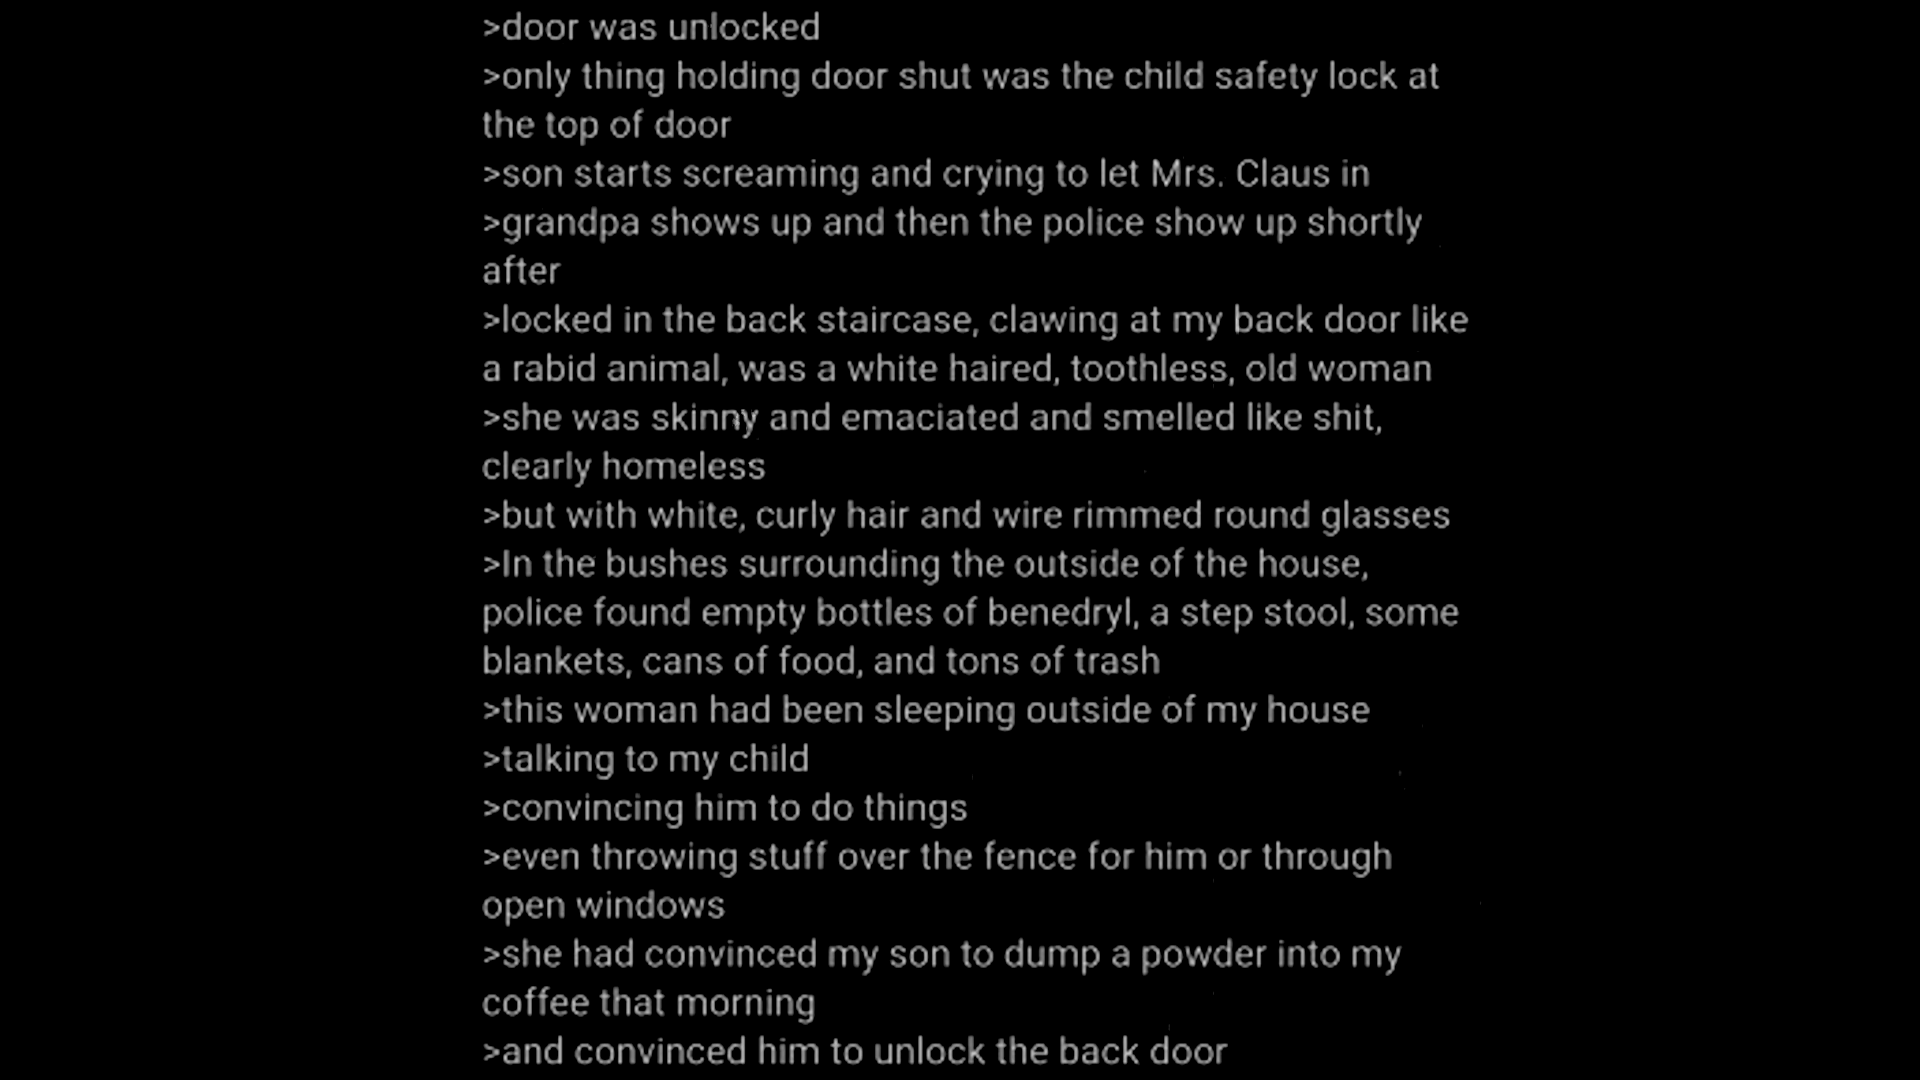 >door was unlocked
>only thing holding door shut was the child safety lock at
the top of door
>son starts screaming and crying to let Mrs. Claus in
>grandpa shows up and then the police show up shortly
after
>locked in the back staircase, clawing at my back door like
a rabid animal, was a white haired, toothless, old woman
>she was skinny and emaciated and smelled like shit,
clearly homeless
>but with white, curly hair and wire rimmed round glasses
>In the bushes surrounding the outside of the house,
police found empty bottles of benedryl, a step stool, some
blankets, cans of food, and tons of trash
>this woman had been sleeping outside of my house
>talking to my child
>convincing him to do things
>even throwing stuff over the fence for him or through
open windows
>she had convinced my son to dump a powder into my
coffee that morning
>and convinced him to unlock the back door